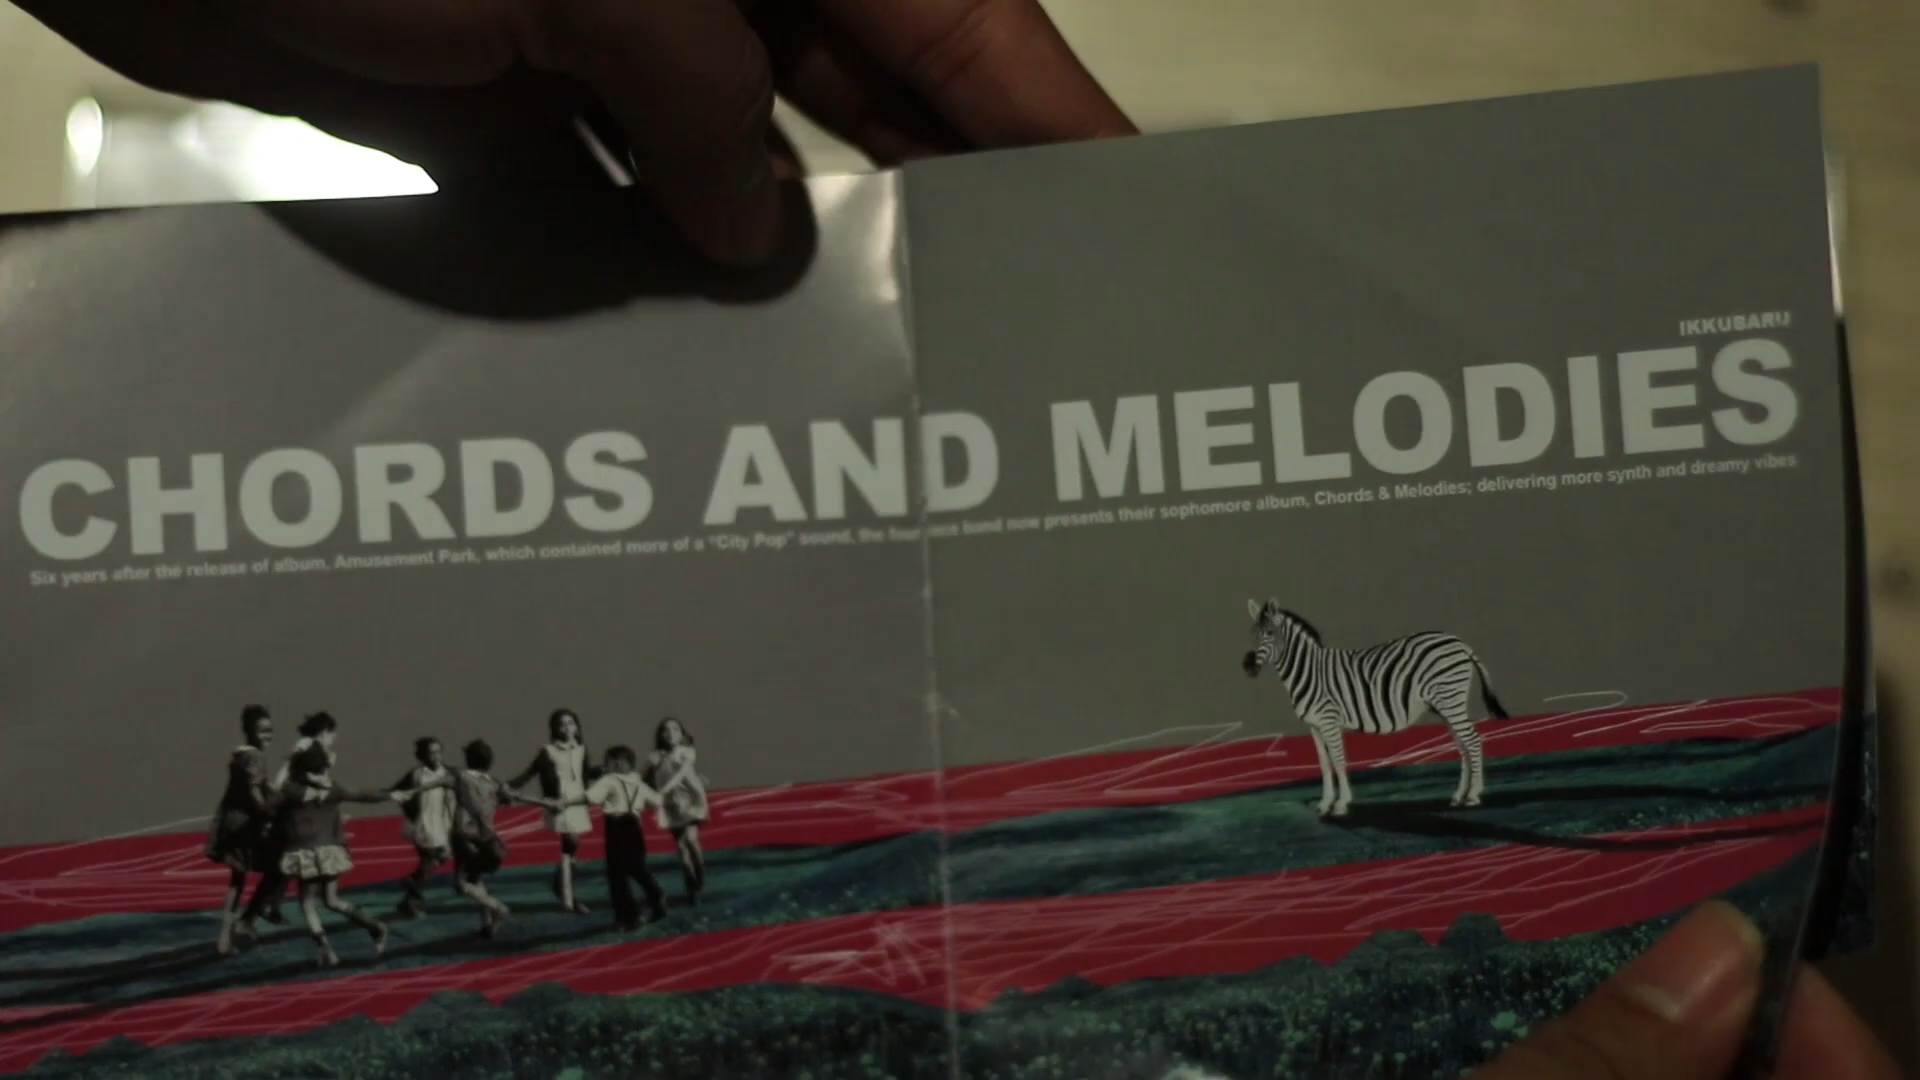 IKKUBARU
CHORDS AND MELODIES
Six years after the release of album, Amusement Park, which contained more of a "City Pop" sound, the four band now presents their sophomore album, Chords & Melodies; delivering more synth and dreamy vibes